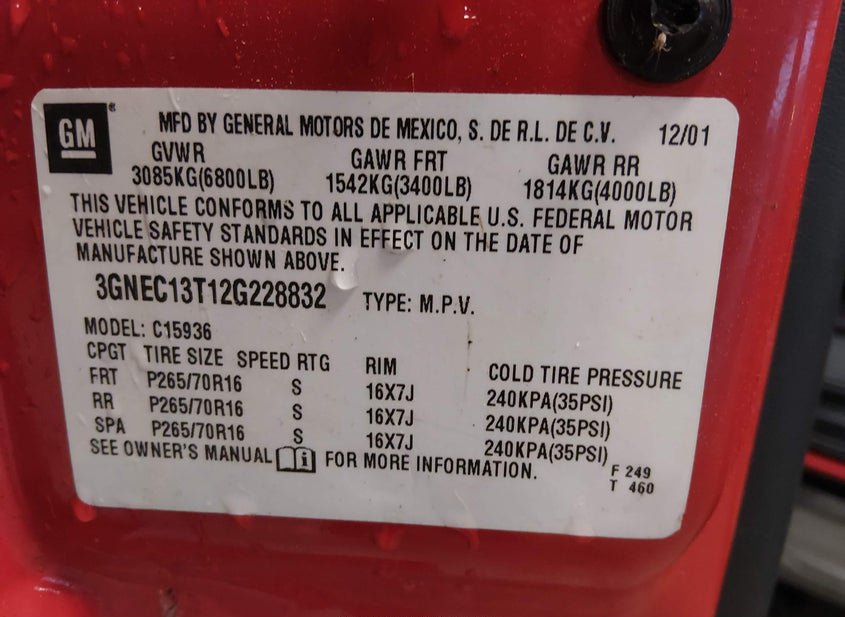 GM ®
MFD BY GENERAL MOTORS DE MEXICO, S. DE R.L. DE C.V. 12/01
GVWR GAWR FRT GAWR RR
3085KG(6800LB) 1542KG(3400LB) 1814KG(4000LB)
THIS VEHICLE CONFORMS TO ALL APPLICABLE U.S. FEDERAL MOTOR
VEHICLE SAFETY STANDARDS IN EFFECT ON THE DATE OF
MANUFACTURE SHOWN ABOVE.
3GNEC13T12G228832 TYPE: M.P.V.
MODEL: C15936
CPGT TIRE SIZE SPEED RTG RIM COLD TIRE PRESSURE
FRT P265/70R16 S 16X7J 240KPA(35PSI)
RR P265/70R16 S 16X7J 240KPA(35PSI)
SPA P265/70R16 S 16X7J 240KPA(35PSI)
SEE OWNER'S MANUAL i FOR MORE INFORMATION.
F 249
T 460